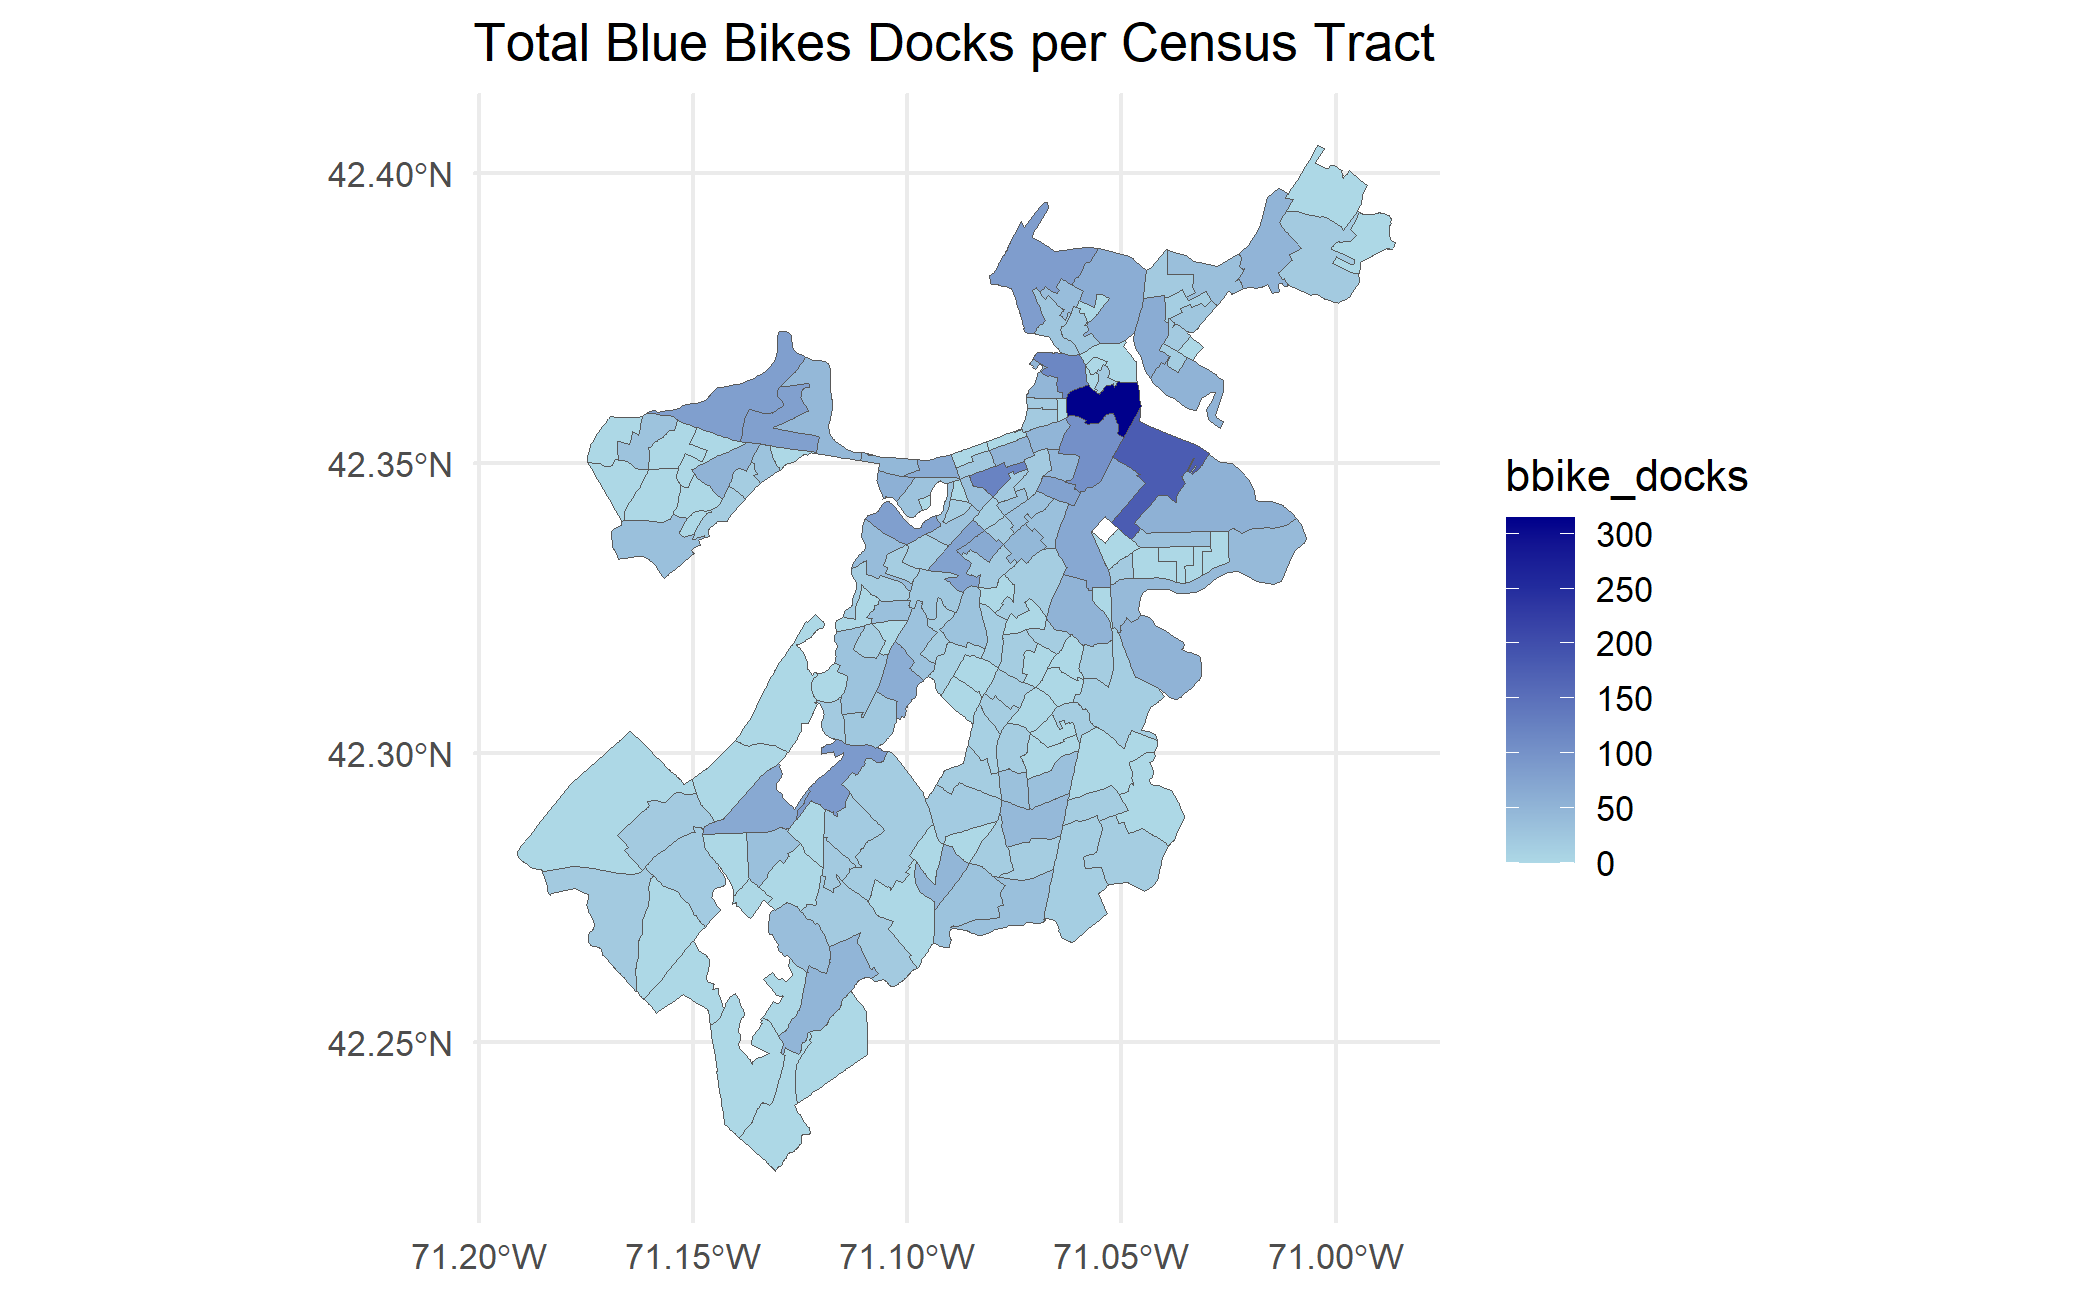 Total Blue Bikes Docks per Census Tract
42.40°N
42.35°N
42.30°N
42.25°N
71.20°W
71.15°W
71.10°W
71.05°W
71.00°W
bbike_docks
300
250
200
150
100
50
0